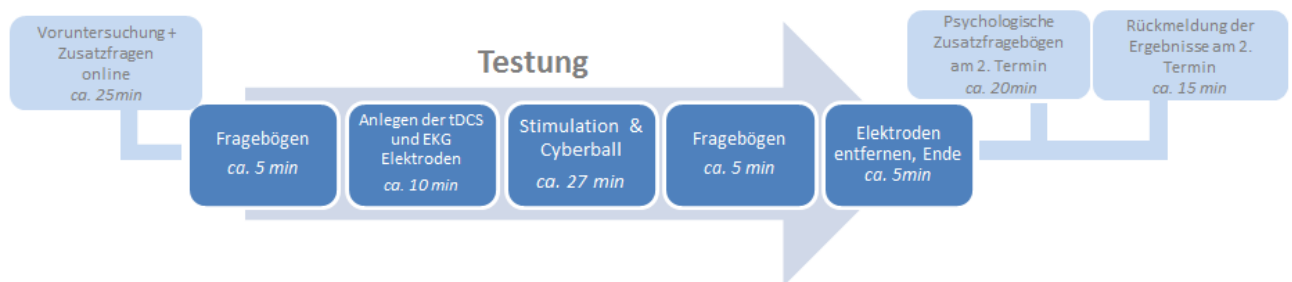 Voruntersuchung +
Zusatzfragen
online
ca. 25min
Testung
Fragebögen
ca. 5 min
Anlegen der tDCS
und EKG
Elektroden
ca. 10 min
Stimulation &
Cyberball
ca. 27 min
Fragebögen
ca. 5 min
Elektroden
entfernen, Ende
ca. 5min
Psychologische
Zusatzfragebögen
am 2. Termin
ca. 20min
Rückmeldung der
Ergebnisse am 2.
Termin
ca. 15 min